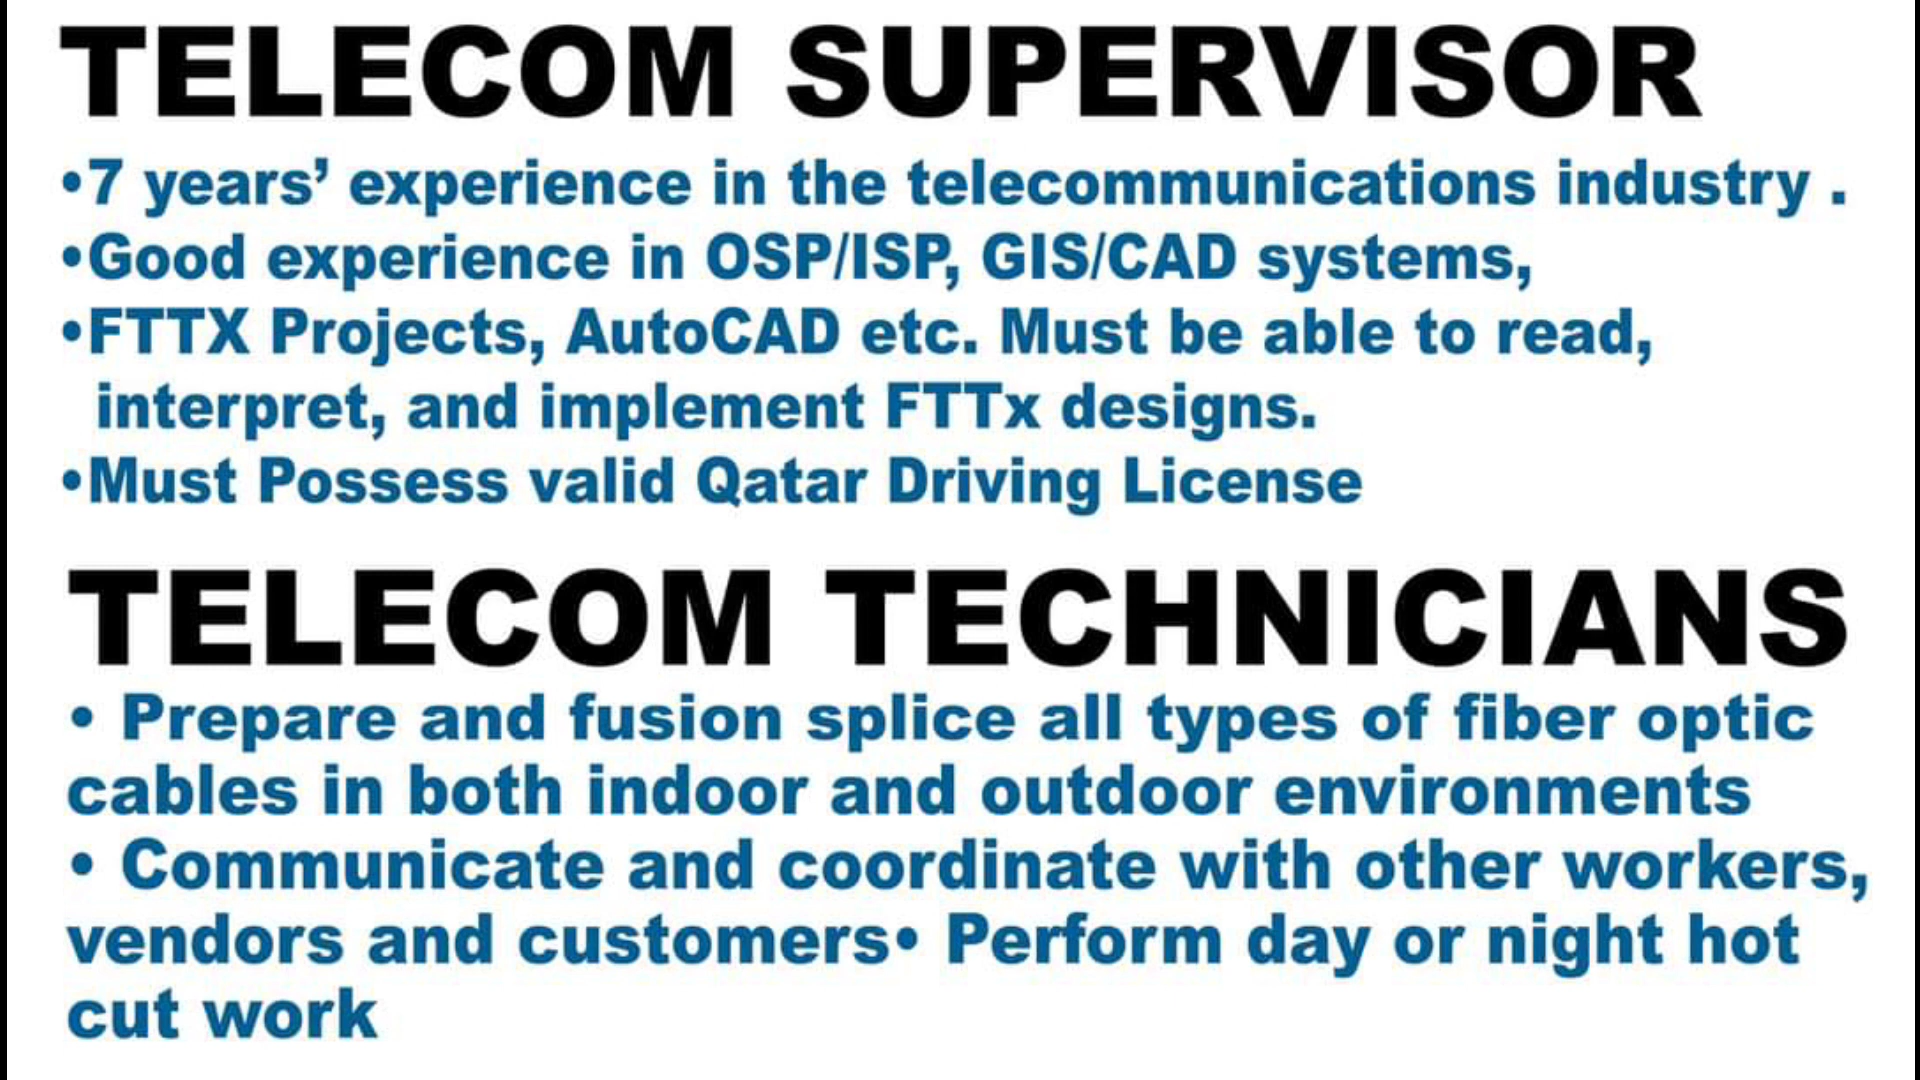 TELECOM SUPERVISOR
•7 years’ experience in the telecommunications industry .
•Good experience in OSP/ISP, GIS/CAD systems,
•FTTX Projects, AutoCAD etc. Must be able to read,
interpret, and implement FTTx designs.
•Must Possess valid Qatar Driving License
TELECOM TECHNICIANS
• Prepare and fusion splice all types of fiber optic
cables in both indoor and outdoor environments
• Communicate and coordinate with other workers,
vendors and customers• Perform day or night hot
cut work